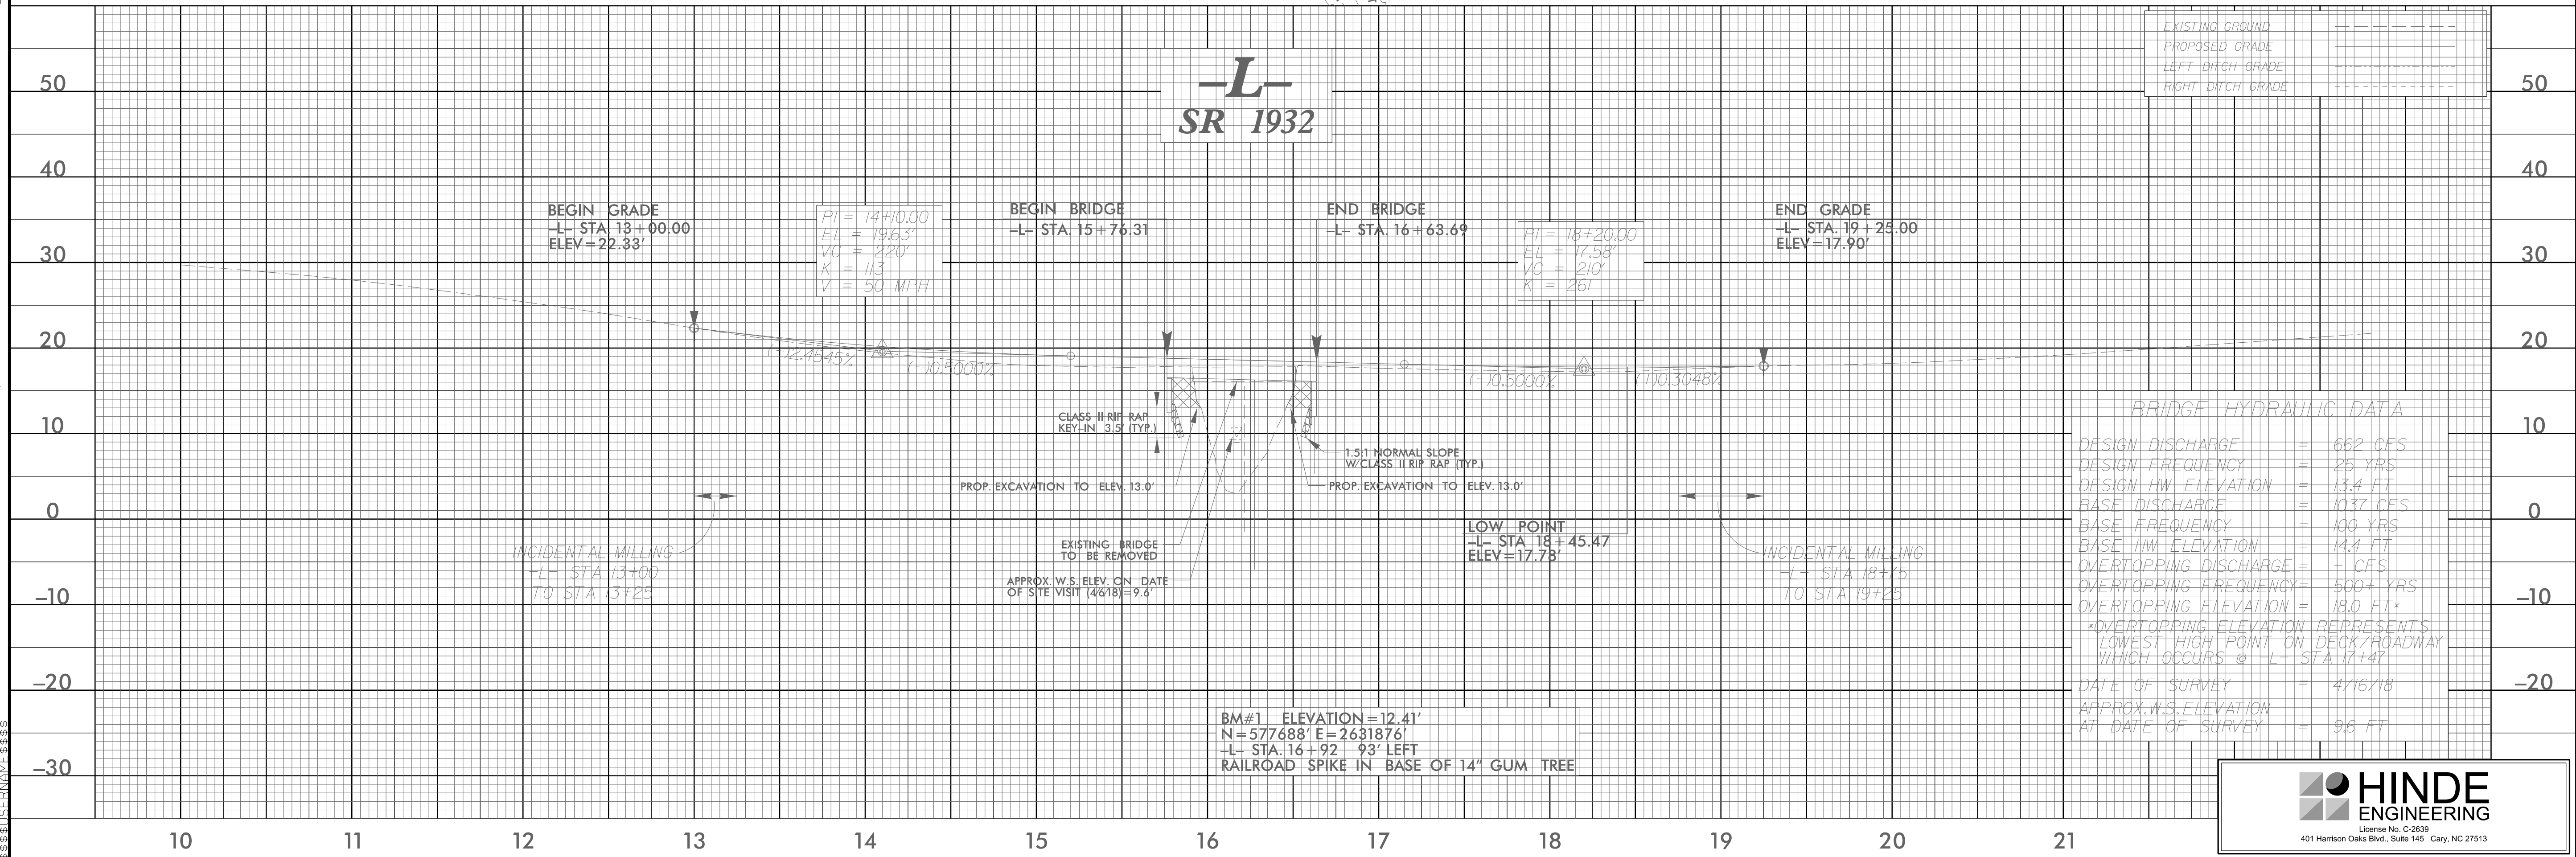 –L–
SR 1932
EXISTING GROUND
PROPOSED GRADE
LEFT DITCH GRADE
RIGHT DITCH GRADE
50
40
30
20
10
0
–10
–20
–30
50
40
30
20
10
0
–10
–20
BEGIN GRADE
–L– STA. 13+00.00
ELEV=22.33'
PI = 14+10.00
EL = 19.63'
VC = 220'
K = 113
V = 50 MPH
BEGIN BRIDGE
–L– STA. 15+76.31
END BRIDGE
–L– STA. 16+63.69
PI = 18+20.00
EL = 17.58'
VC = 210'
K = 261
END GRADE
–L– STA. 19+25.00
ELEV=17.90'
(-)2.4545%
(-)0.5000%
(-)0.5000%
(+)0.3048%
CLASS II RIP RAP
KEY-IN 3.5' (TYP.)
1.5:1 NORMAL SLOPE
W/CLASS II RIP RAP (TYP.)
PROP. EXCAVATION TO ELEV. 13.0'
PROP. EXCAVATION TO ELEV. 13.0'
EXISTING BRIDGE
TO BE REMOVED
APPROX. W.S. ELEV. ON DATE
OF SITE VISIT (4/6/18)=9.6'
LOW POINT
–L– STA 18+45.47
ELEV=17.78'
INCIDENTAL MILLING
-L- STA 13+00
TO STA 13+25
INCIDENTAL MILLING
-L- STA 18+75
TO STA 19+25
BRIDGE HYDRAULIC DATA
DESIGN DISCHARGE = 662 CFS
DESIGN FREQUENCY = 25 YRS
DESIGN HW ELEVATION = 13.4 FT
BASE DISCHARGE = 1037 CFS
BASE FREQUENCY = 100 YRS
BASE HW ELEVATION = 14.4 FT
OVERTOPPING DISCHARGE = - CFS
OVERTOPPING FREQUENCY = 500+ YRS
OVERTOPPING ELEVATION = 18.0 FT*
*OVERTOPPING ELEVATION REPRESENTS
LOWEST HIGH POINT ON DECK/ROADWAY
WHICH OCCURS @ -L- STA 17+47
DATE OF SURVEY = 4/16/18
APPROX.W.S.ELEVATION
AT DATE OF SURVEY = 9.6 FT
BM#1 ELEVATION=12.41'
N=577688' E=2631876'
–L– STA. 16+92 93' LEFT
RAILROAD SPIKE IN BASE OF 14" GUM TREE
HINDE
ENGINEERING
License No. C-2639
401 Harrison Oaks Blvd., Suite 145 Cary, NC 27513
10 11 12 13 14 15 16 17 18 19 20 21